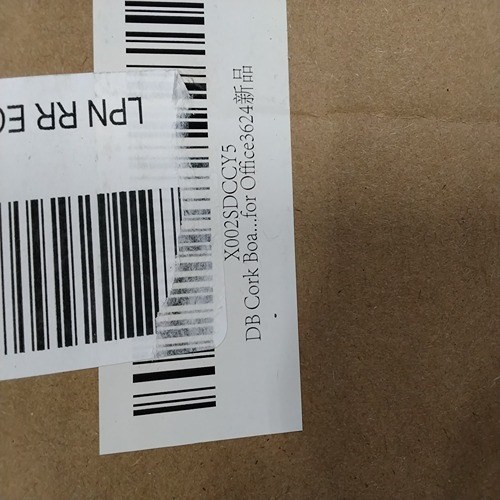 LPN RR E
X002SDCCY5
DB Cork Boa...for Office3624新品